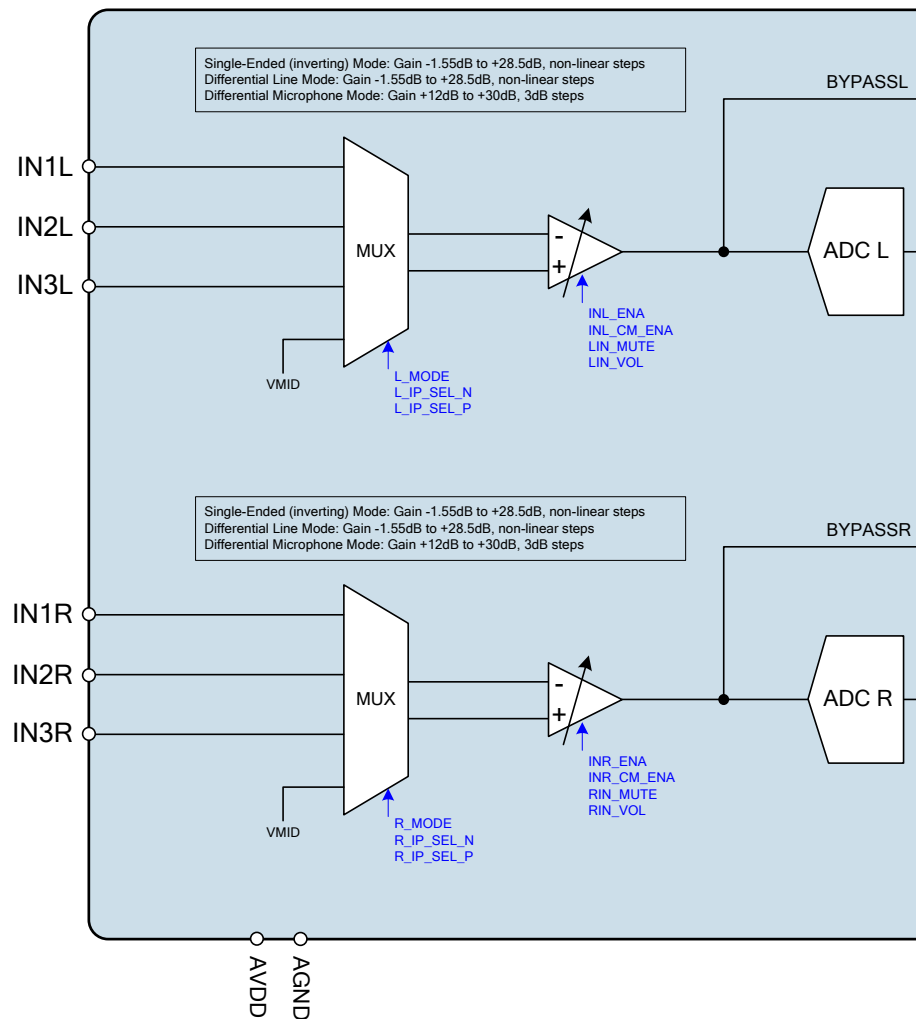 Single-Ended (inverting) Mode: Gain -1.55dB to +28.5dB, non-linear steps
Differential Line Mode: Gain -1.55dB to +28.5dB, non-linear steps
Differential Microphone Mode: Gain +12dB to +30dB, 3dB steps
BYPASSL
IN1L
IN2L
IN3L
MUX
-
+
ADC L
VMID
L_MODE
L_IP_SEL_N
L_IP_SEL_P
INL_ENA
INL_CM_ENA
LIN_MUTE
LIN_VOL
Single-Ended (inverting) Mode: Gain -1.55dB to +28.5dB, non-linear steps
Differential Line Mode: Gain -1.55dB to +28.5dB, non-linear steps
Differential Microphone Mode: Gain +12dB to +30dB, 3dB steps
BYPASSR
IN1R
IN2R
IN3R
MUX
-
+
ADC R
VMID
R_MODE
R_IP_SEL_N
R_IP_SEL_P
INR_ENA
INR_CM_ENA
RIN_MUTE
RIN_VOL
AVDD
AGND